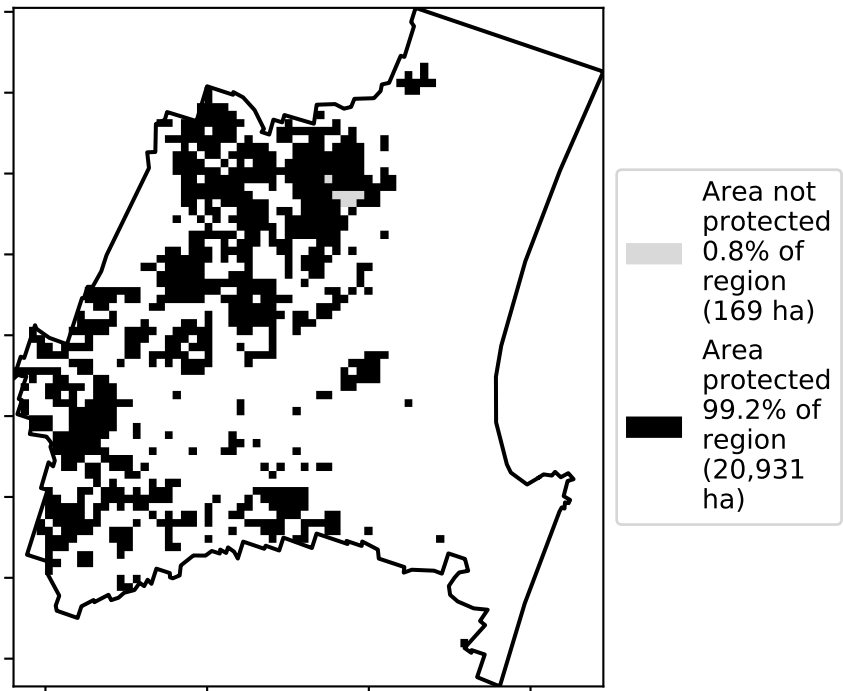 Area not
protected
0.8% of
region
(169 ha)
Area
protected
99.2% of
region
(20,931
ha)